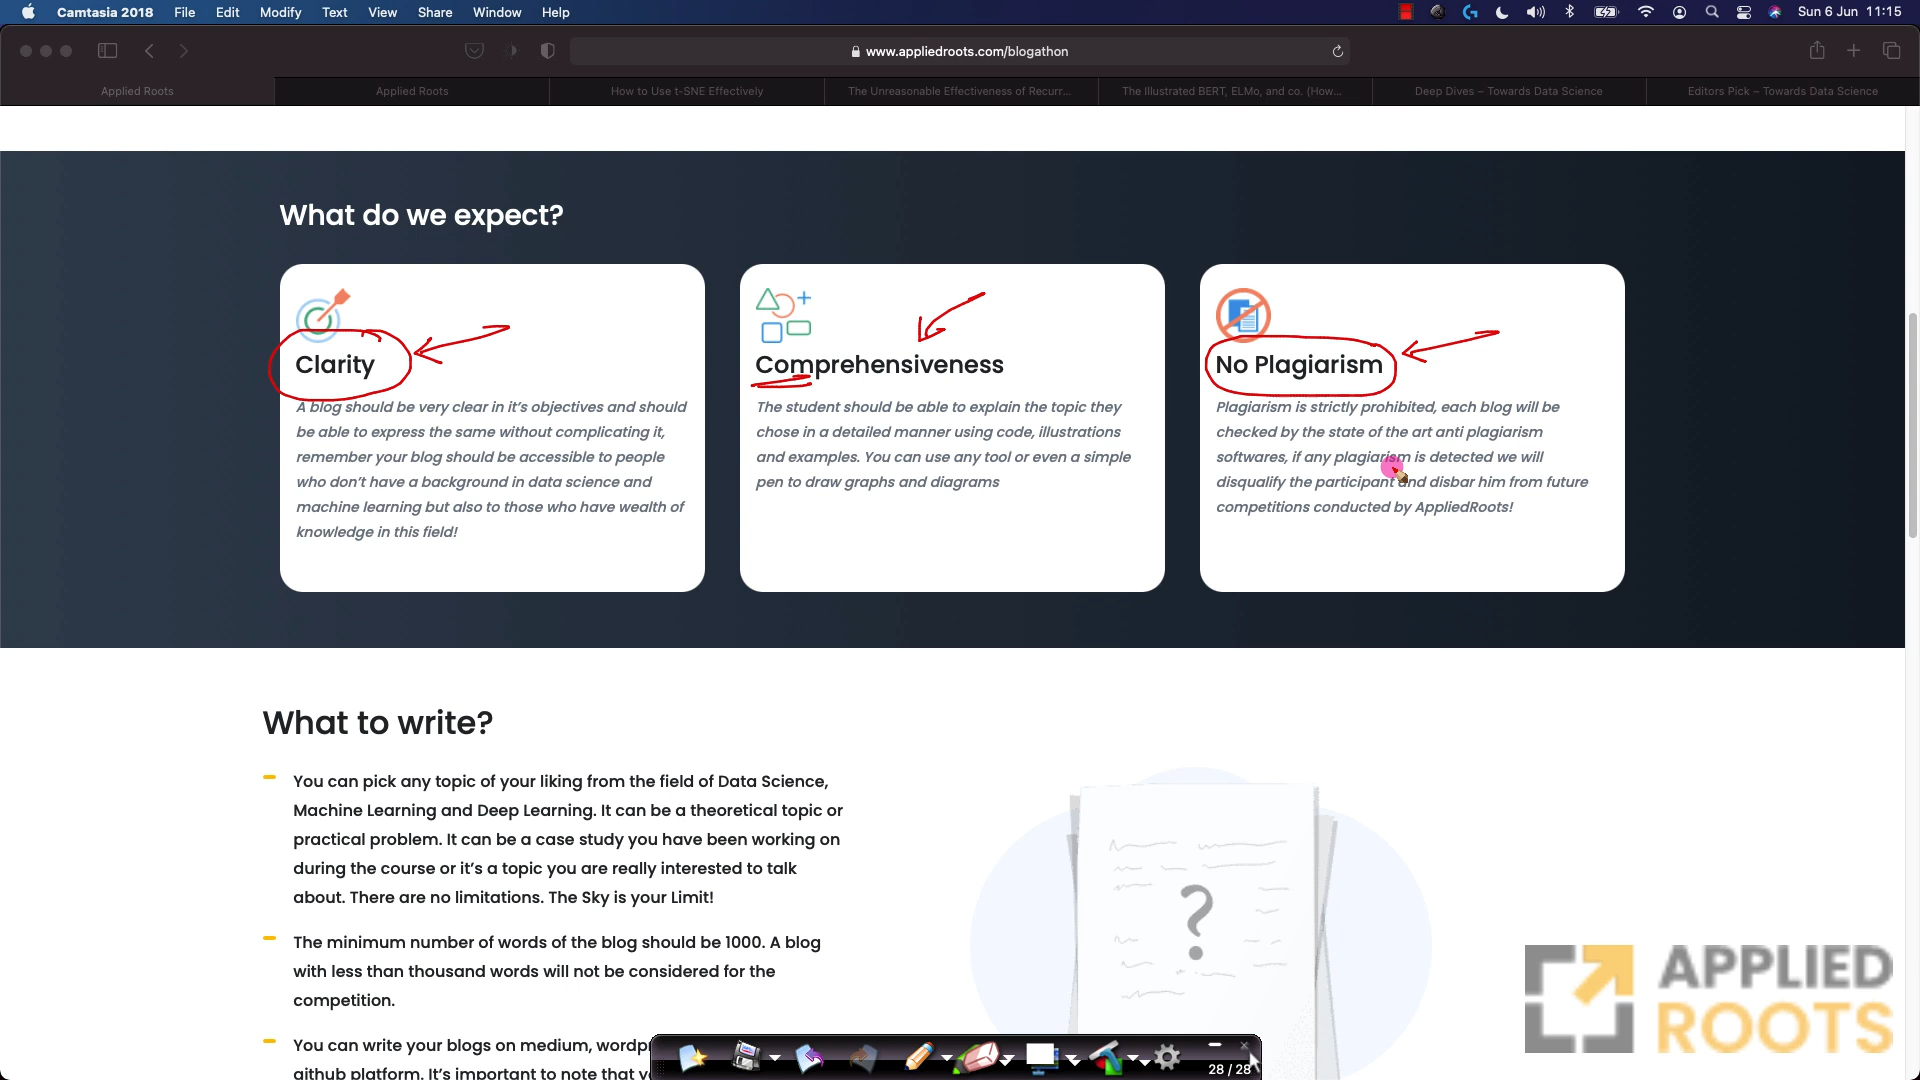 Camtasia 2018 File Edit Modify Text View Share Window Help Sun 6 Jun 11:15
www.appliedroots.com/blogathon
Applied Roots Applied Roots How to Use t-SNE Effectively The Unreasonable Effectiveness of Recurr... The Illustrated BERT, ELMo, and co. (How... Deep Dives – Towards Data Science Editors Pick – Towards Data Science
What do we expect?
Clarity
A blog should be very clear in it's objectives and should
be able to express the same without complicating it,
remember your blog should be accessible to people
who don't have a background in data science and
machine learning but also to those who have wealth of
knowledge in this field!
Comprehensiveness
The student should be able to explain the topic they
chose in a detailed manner using code, illustrations
and examples. You can use any tool or even a simple
pen to draw graphs and diagrams
No Plagiarism
Plagiarism is strictly prohibited, each blog will be
checked by the state of the art anti plagiarism
softwares, if any plagiarism is detected we will
disqualify the participant and disbar him from future
competitions conducted by AppliedRoots!
What to write?
You can pick any topic of your liking from the field of Data Science,
Machine Learning and Deep Learning. It can be a theoretical topic or
practical problem. It can be a case study you have been working on
during the course or it's a topic you are really interested to talk
about. There are no limitations. The Sky is your Limit!
The minimum number of words of the blog should be 1000. A blog
with less than thousand words will not be considered for the
competition.
You can write your blogs on medium,
github platform. It's important to note that
?
28 / 28
APPLIED
ROOTS